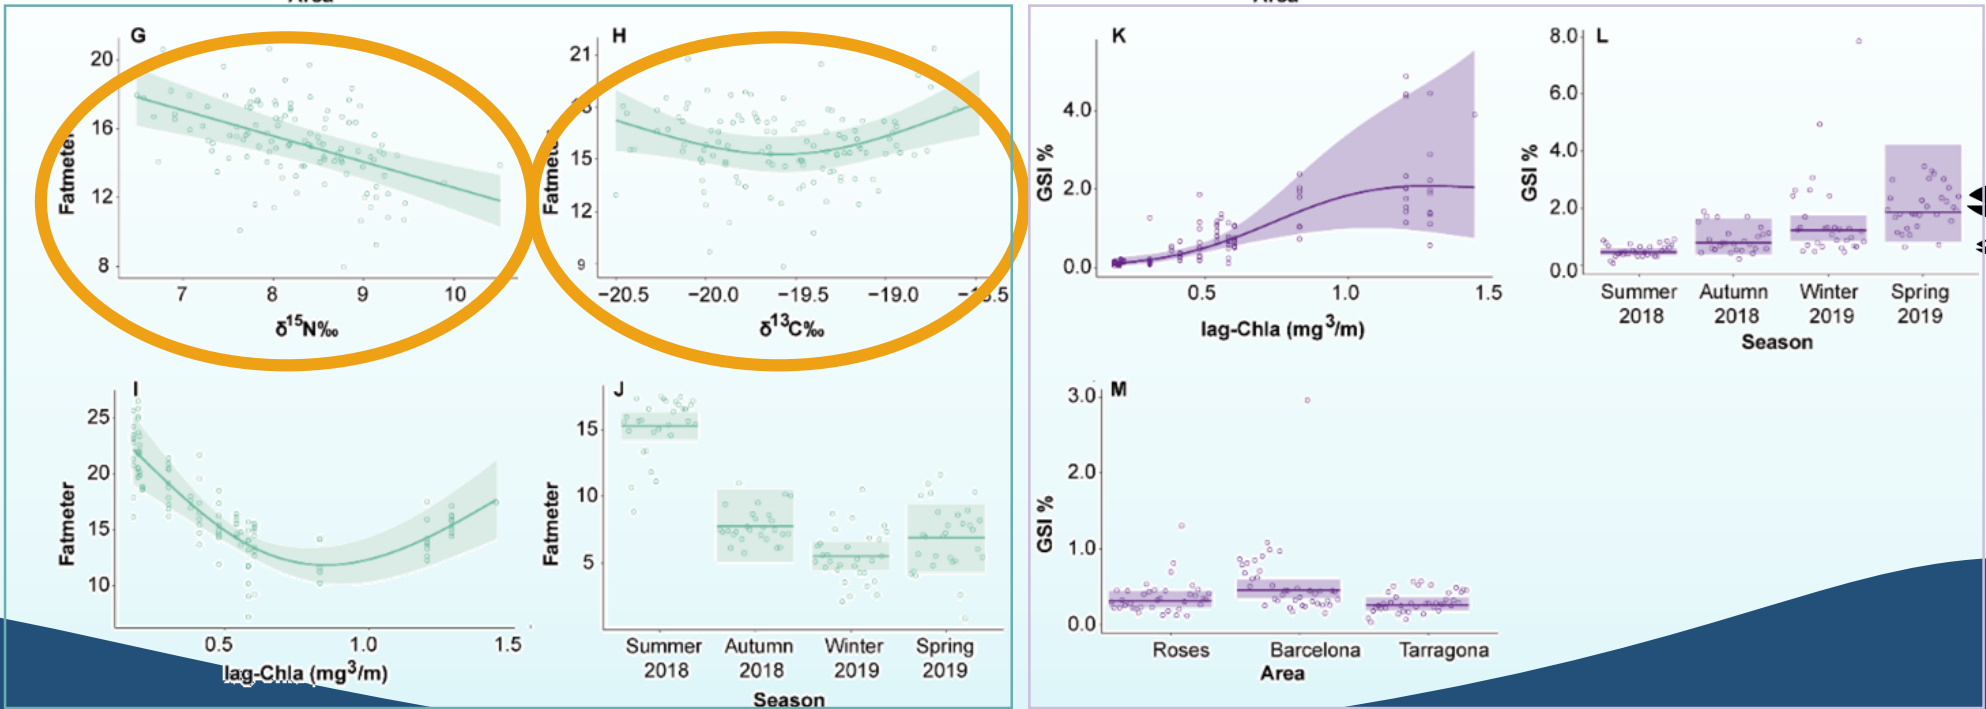 G
20
16
12
8
Fatmeter
7 8 9 10
δ¹⁵N‰
H
21
18
15
12
9
Fatmeter
−20.5 −20.0 −19.5 −19.0 −18.5
δ¹³C‰
I
25
20
15
10
Fatmeter
0.5 1.0 1.5
lag-Chla (mg³/m)
J
15
10
5
Fatmeter
Summer 2018
Autumn 2018
Winter 2019
Spring 2019
Season
K
4.0
2.0
0.0
GSI %
0.5 1.0 1.5
lag-Chla (mg³/m)
L
8.0
6.0
4.0
2.0
0.0
GSI %
Summer 2018
Autumn 2018
Winter 2019
Spring 2019
Season
M
3.0
2.0
1.0
0.0
GSI %
Roses Barcelona Tarragona
Area